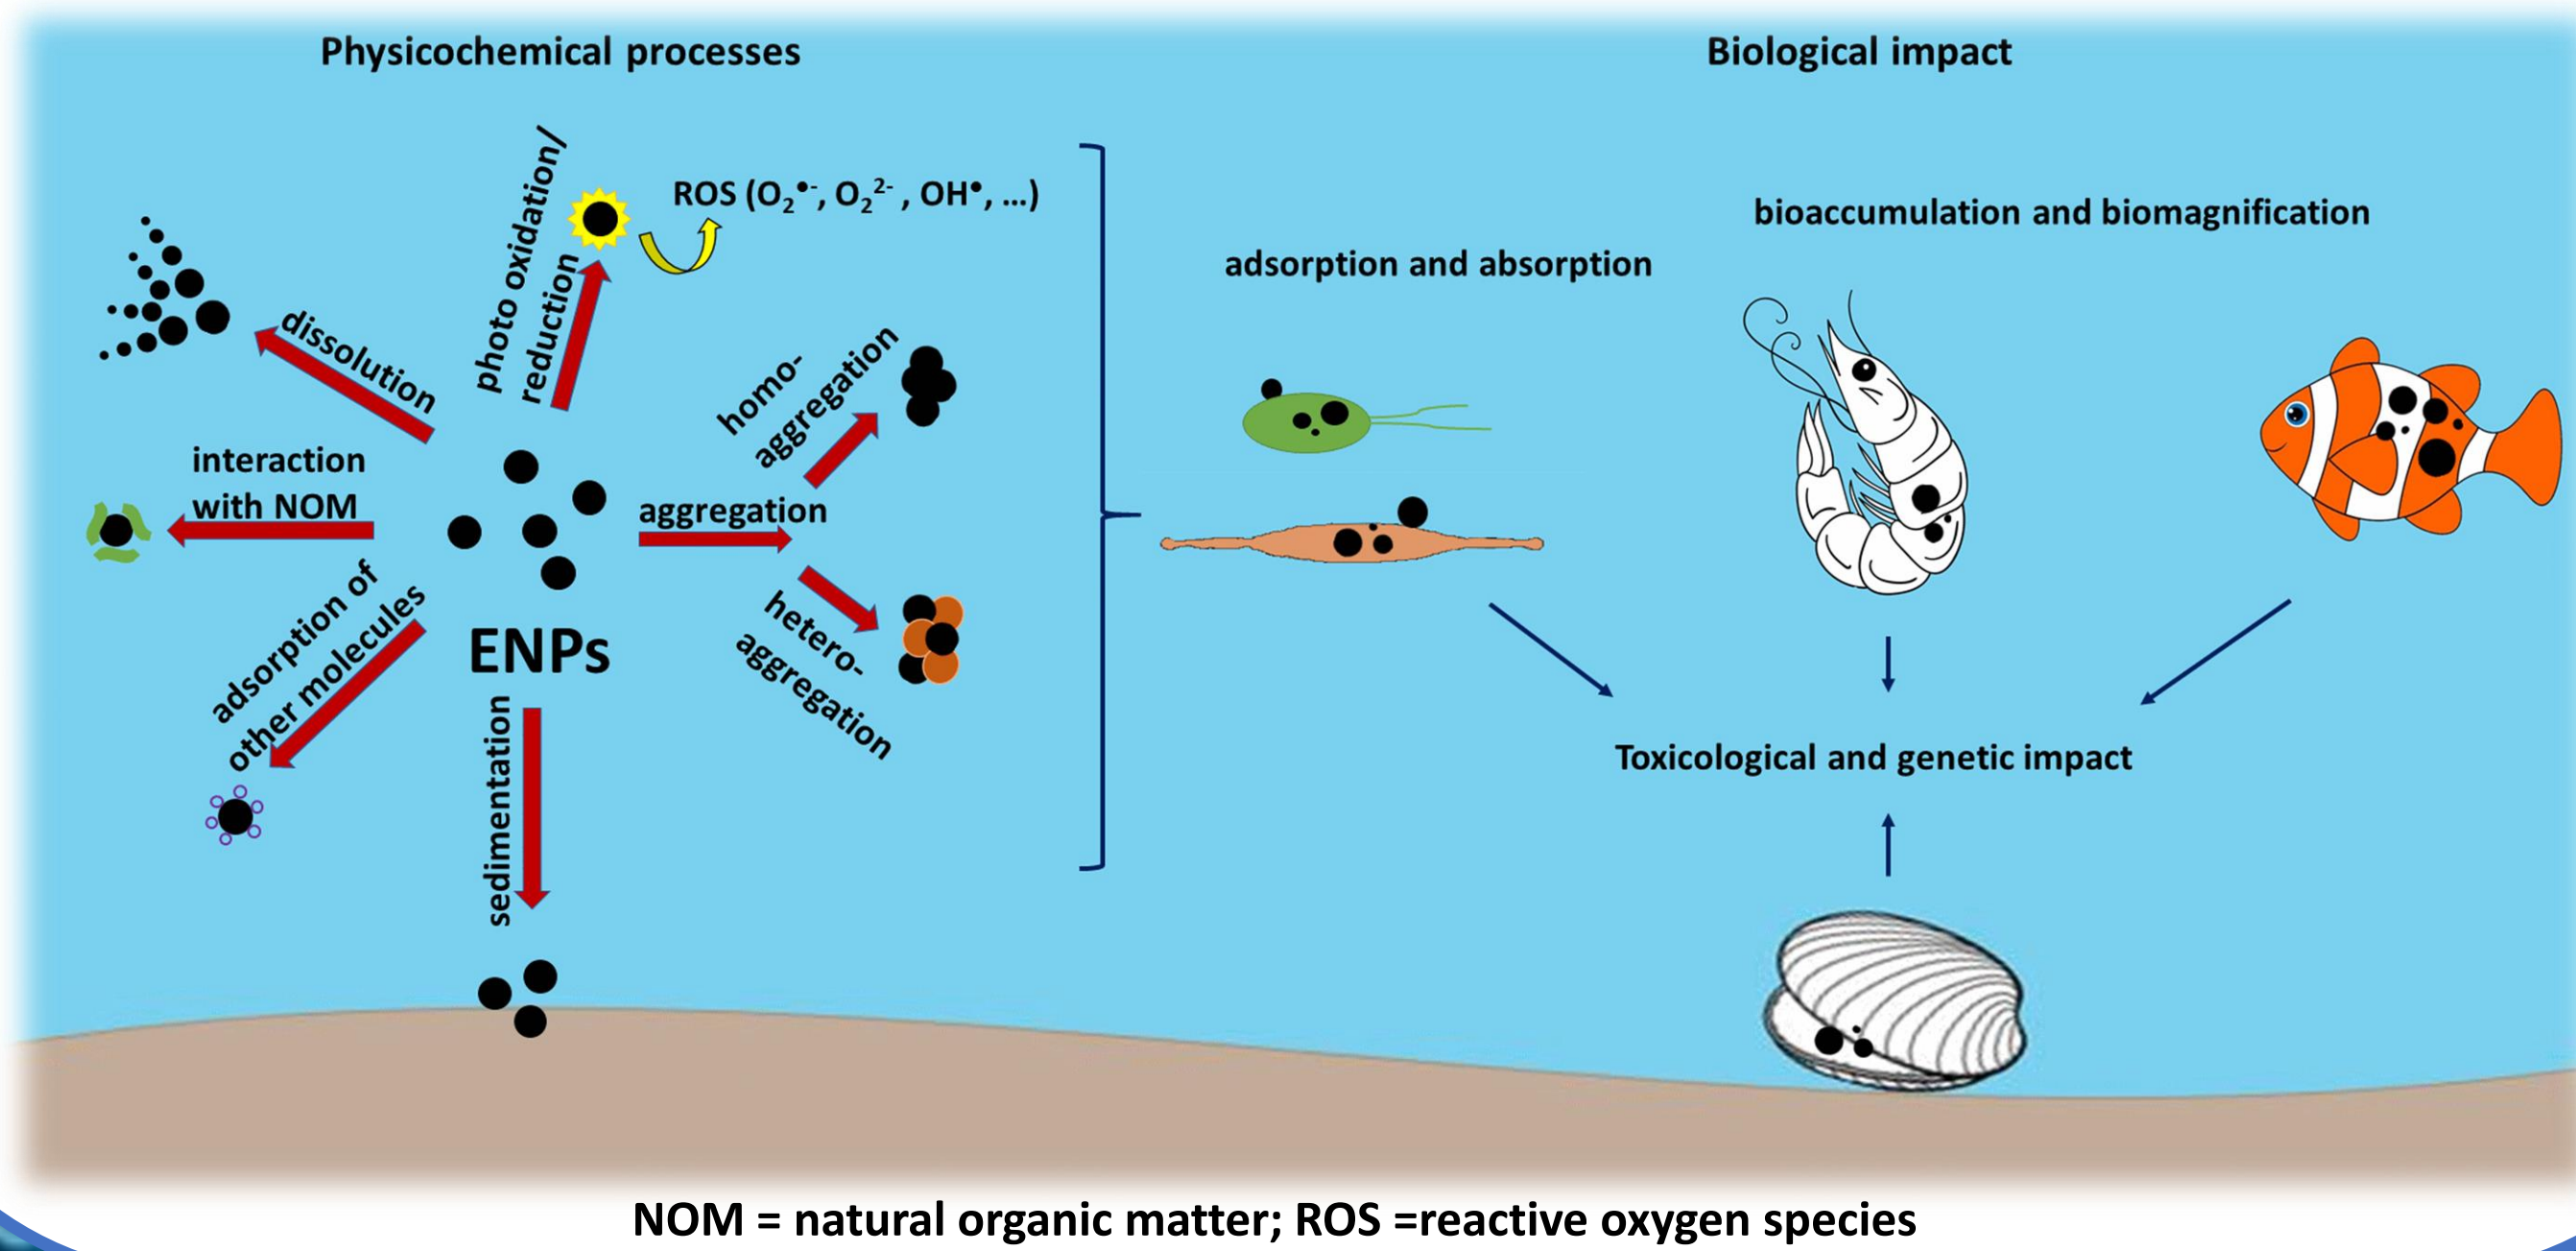 Physicochemical processes
Biological impact
photo oxidation/
reduction
ROS (O₂•⁻, O₂²⁻ , OH•, ...)
dissolution
interaction
with NOM
adsorption of
other molecules
ENPs
sedimentation
aggregation
homo-
aggregation
hetero-
aggregation
adsorption and absorption
bioaccumulation and biomagnification
Toxicological and genetic impact
NOM = natural organic matter; ROS =reactive oxygen species